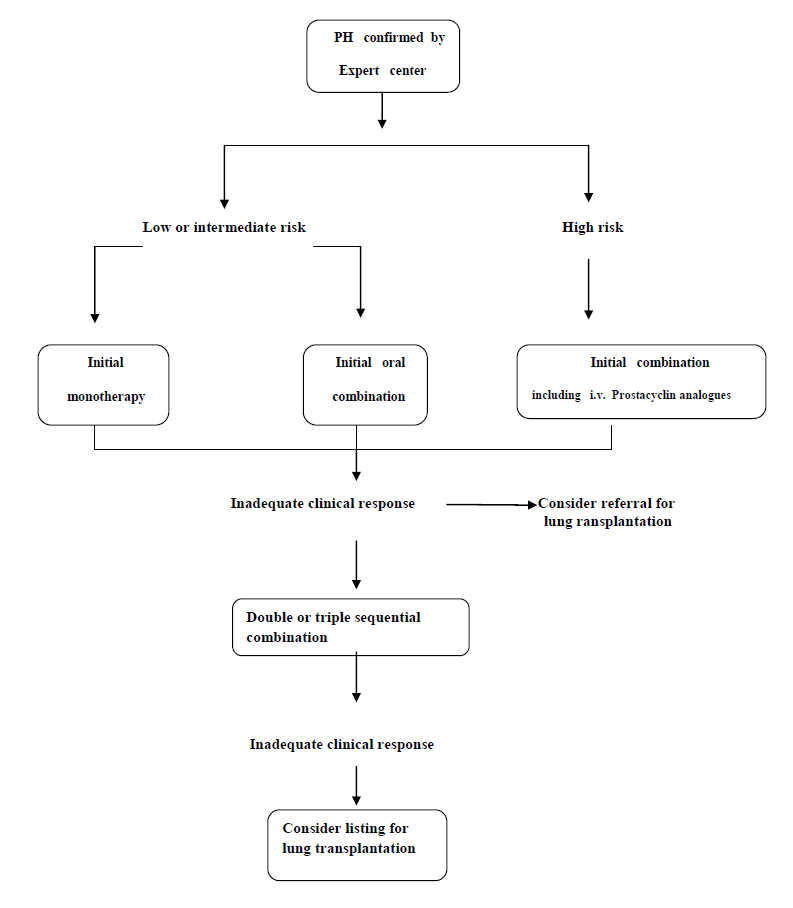 PH confirmed by
Expert center
Low or intermediate risk
High risk
Initial
monotherapy
Initial oral
combination
Initial combination
including i.v. Prostacyclin analogues
Inadequate clinical response
Consider referral for
lung ransplantation
Double or triple sequential
combination
Inadequate clinical response
Consider listing for
lung transplantation